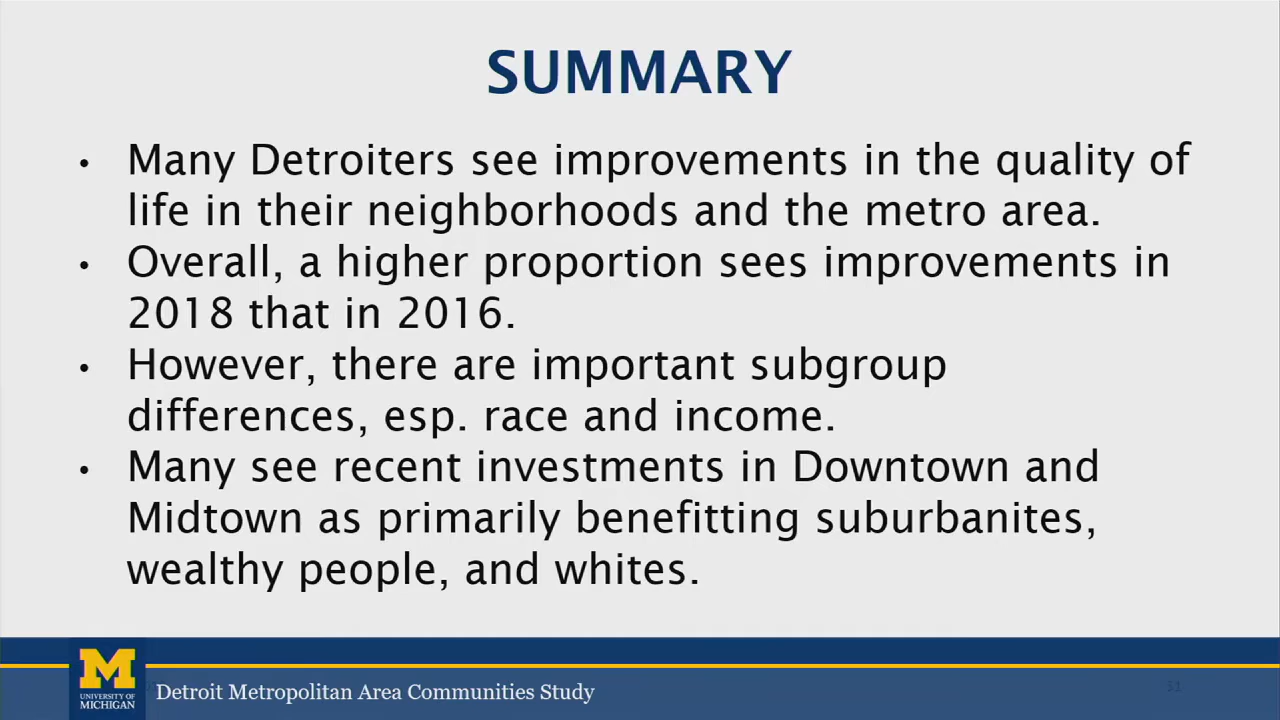 SUMMARY
• Many Detroiters see improvements in the quality of
life in their neighborhoods and the metro area.
• Overall, a higher proportion sees improvements in
2018 that in 2016.
• However, there are important subgroup
differences, esp. race and income.
• Many see recent investments in Downtown and
Midtown as primarily benefitting suburbanites,
wealthy people, and whites.
M
UNIVERSITY OF
MICHIGAN
Detroit Metropolitan Area Communities Study
51